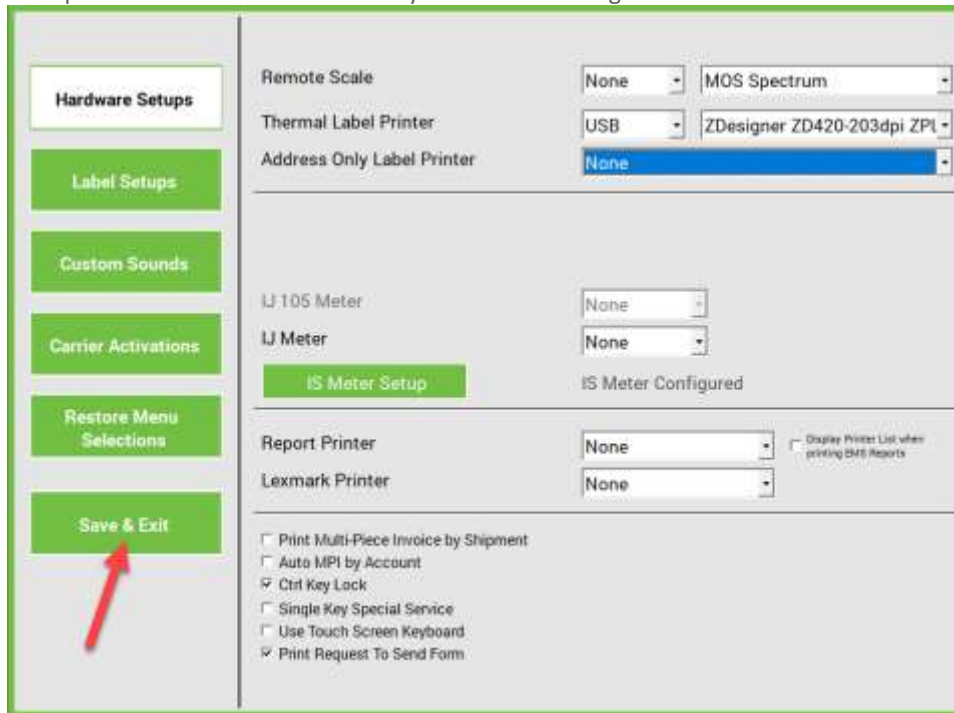 Hardware Setups
Label Setups
Custom Sounds
Carrier Activations
Restore Menu
Selections
Save & Exit
Remote Scale None MOS Spectrum
Thermal Label Printer USB ZDesigner ZD420-203dpi ZPL
Address Only Label Printer None
IJ 105 Meter None
IJ Meter None
IS Meter Setup IS Meter Configured
Report Printer None Display Printer List when
printing EMS Reports
Lexmark Printer None
Print Multi-Piece Invoice by Shipment
Auto MPI by Account
Ctrl Key Lock
Single Key Special Service
Use Touch Screen Keyboard
Print Request To Send Form